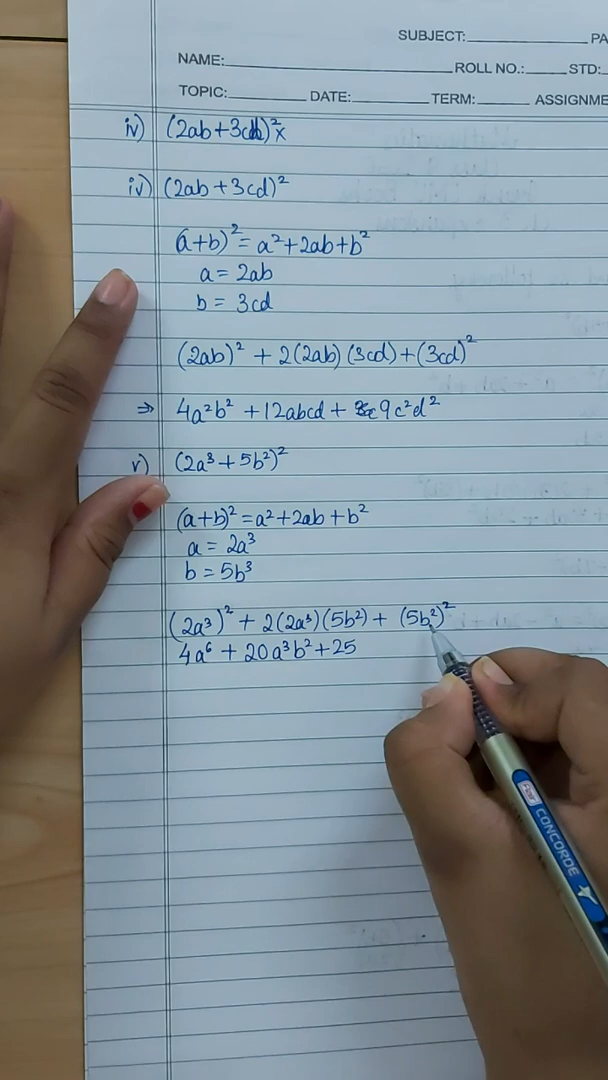 SUBJECT:
NAME: ROLL NO.: STD:
TOPIC: DATE: TERM: ASSIGNME
iv) (2ab+3cd)²x
iv) (2ab+3cd)²
(a+b)² = a²+2ab+b²
a = 2ab
b = 3cd
(2ab)² + 2(2ab)(3cd)+(3cd)²
⇒ 4a²b² +12abcd + 9c²d²
v) (2a³+5b²)²
(a+b)²=a²+2ab+b²
a = 2a³
b = 5b³
(2a³)² + 2(2a³)(5b²) + (5b²)²
4a⁶ + 20a³b²+25
Flair CONCORDE